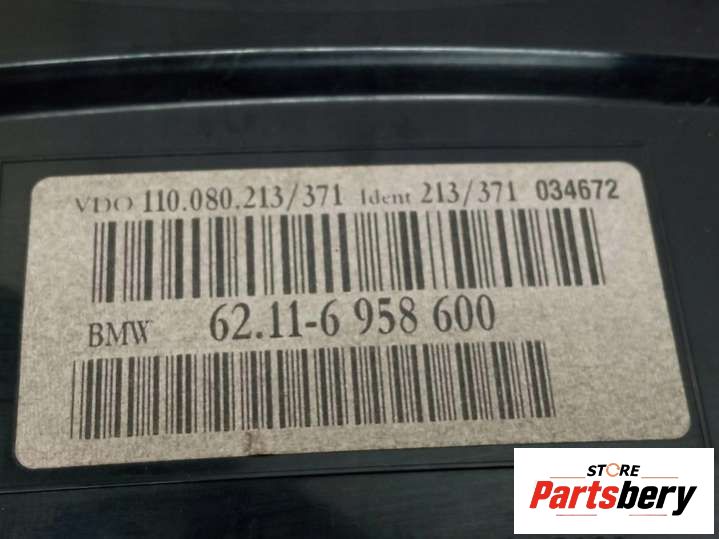 VDO 110.080.213/371 Ident 213/371 034672
BMW 62.11-6 958 600
STORE
Partsbery